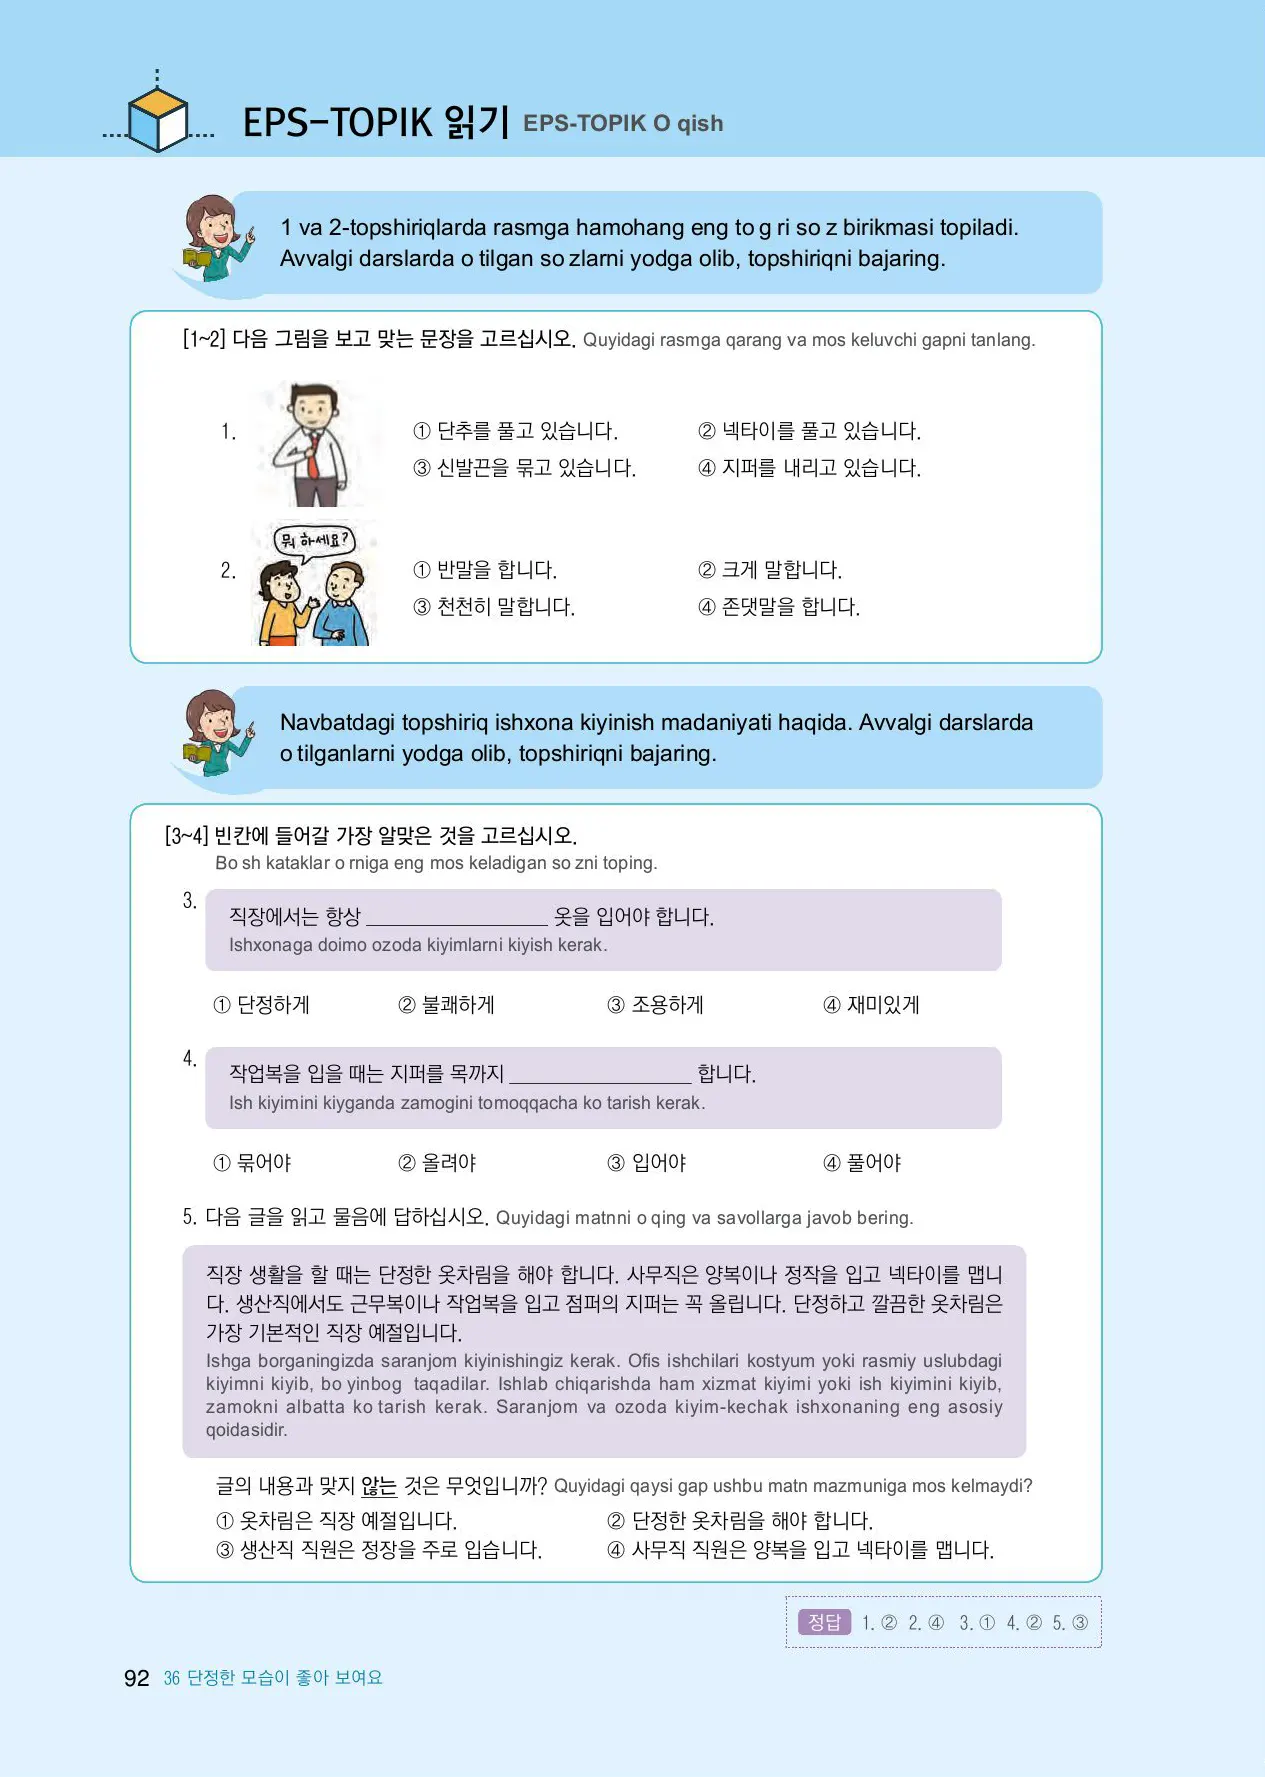 EPS-TOPIK 읽기 EPS-TOPIK O qish
1 va 2-topshiriqlarda rasmga hamohang eng to g ri so z birikmasi topiladi.
Avvalgi darslarda o tilgan so zlarni yodga olib, topshiriqni bajaring.
[1~2] 다음 그림을 보고 맞는 문장을 고르십시오. Quyidagi rasmga qarang va mos keluvchi gapni tanlang.
1.
① 단추를 풀고 있습니다. ② 넥타이를 풀고 있습니다.
③ 신발끈을 묶고 있습니다. ④ 지퍼를 내리고 있습니다.
뭐 하세요?
2.
① 반말을 합니다. ② 크게 말합니다.
③ 천천히 말합니다. ④ 존댓말을 합니다.
Navbatdagi topshiriq ishxona kiyinish madaniyati haqida. Avvalgi darslarda
o tilganlarni yodga olib, topshiriqni bajaring.
[3~4] 빈칸에 들어갈 가장 알맞은 것을 고르십시오.
Bo sh kataklar o rniga eng mos keladigan so zni toping.
3.
직장에서는 항상 __________________ 옷을 입어야 합니다.
Ishxonaga doimo ozoda kiyimlarni kiyish kerak.
① 단정하게 ② 불쾌하게 ③ 조용하게 ④ 재미있게
4.
작업복을 입을 때는 지퍼를 목까지 __________________ 합니다.
Ish kiyimini kiyganda zamogini tomoqqacha ko tarish kerak.
① 묶어야 ② 올려야 ③ 입어야 ④ 풀어야
5. 다음 글을 읽고 물음에 답하십시오. Quyidagi matnni o qing va savollarga javob bering.
직장 생활을 할 때는 단정한 옷차림을 해야 합니다. 사무직은 양복이나 정작을 입고 넥타이를 맵니
다. 생산직에서도 근무복이나 작업복을 입고 점퍼의 지퍼는 꼭 올립니다. 단정하고 깔끔한 옷차림은
가장 기본적인 직장 예절입니다.
Ishga borganingizda saranjom kiyinishingiz kerak. Ofis ishchilari kostyum yoki rasmiy uslubdagi
kiyimni kiyib, bo yinbog taqadilar. Ishlab chiqarishda ham xizmat kiyimi yoki ish kiyimini kiyib,
zamokni albatta ko tarish kerak. Saranjom va ozoda kiyim-kechak ishxonaning eng asosiy
qoidasidir.
글의 내용과 맞지 않는 것은 무엇입니까? Quyidagi qaysi gap ushbu matn mazmuniga mos kelmaydi?
① 옷차림은 직장 예절입니다. ② 단정한 옷차림을 해야 합니다.
③ 생산직 직원은 정장을 주로 입습니다. ④ 사무직 직원은 양복을 입고 넥타이를 맵니다.
정답 1. ② 2. ④ 3. ① 4. ② 5. ③
92 36 단정한 모습이 좋아 보여요